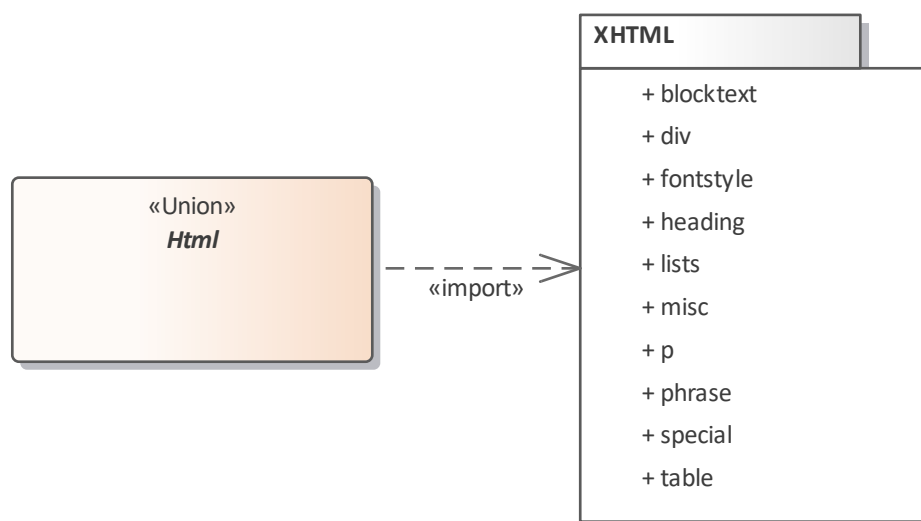 XHTML
+ blocktext
+ div
+ fontstyle
+ heading
+ lists
+ misc
+ p
+ phrase
+ special
+ table
«Union»
Html
«import»